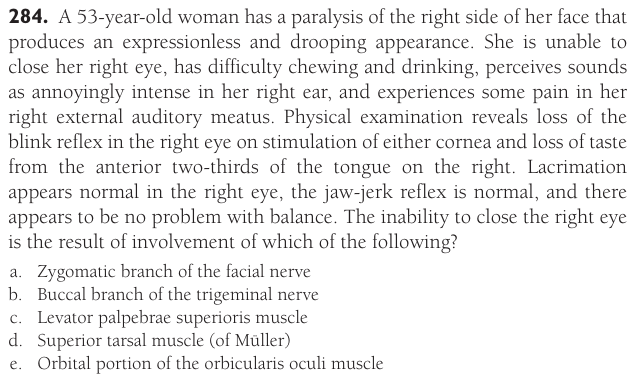 284. A 53-year-old woman has a paralysis of the right side of her face that
produces an expressionless and drooping appearance. She is unable to
close her right eye, has difficulty chewing and drinking, perceives sounds
as annoyingly intense in her right ear, and experiences some pain in her
right external auditory meatus. Physical examination reveals loss of the
blink reflex in the right eye on stimulation of either cornea and loss of taste
from the anterior two-thirds of the tongue on the right. Lacrimation
appears normal in the right eye, the jaw-jerk reflex is normal, and there
appears to be no problem with balance. The inability to close the right eye
is the result of involvement of which of the following?
a. Zygomatic branch of the facial nerve
b. Buccal branch of the trigeminal nerve
c. Levator palpebrae superioris muscle
d. Superior tarsal muscle (of Müller)
e. Orbital portion of the orbicularis oculi muscle